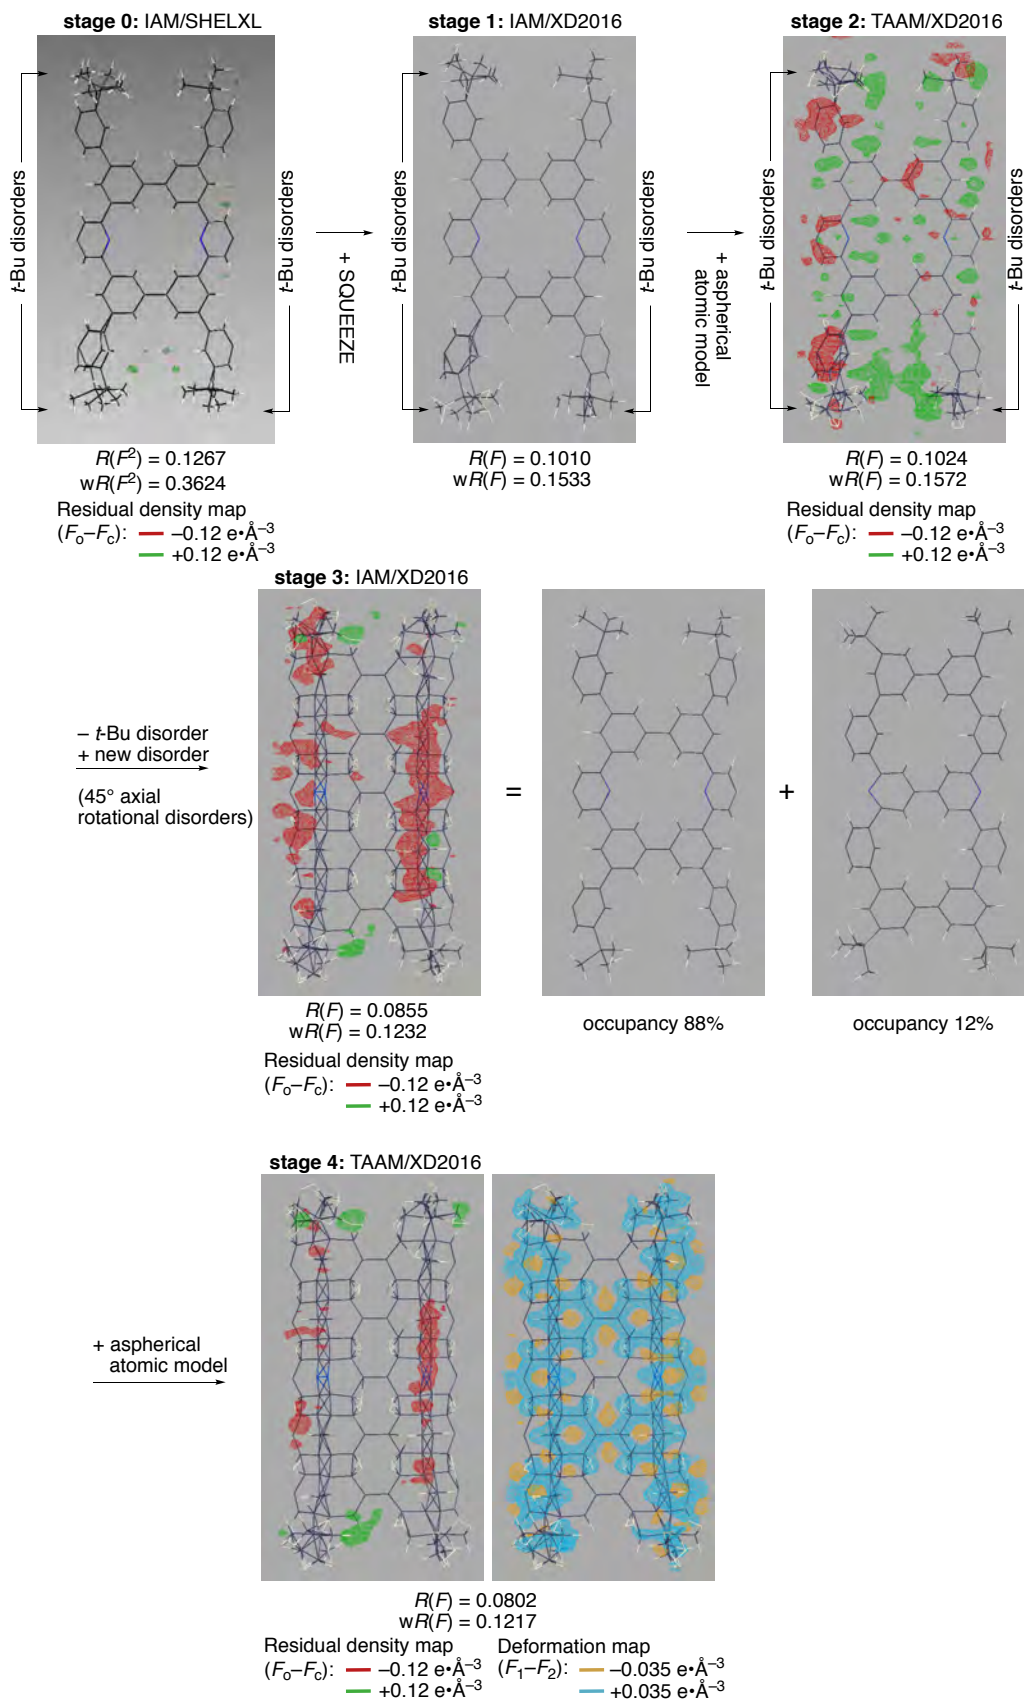 stage 0: IAM/SHELXL
stage 1: IAM/XD2016
stage 2: TAAM/XD2016
t-Bu disorders
t-Bu disorders
+ SQUEEZE
t-Bu disorders
t-Bu disorders
+ aspherical
atomic model
t-Bu disorders
t-Bu disorders
R(F²) = 0.1267
wR(F²) = 0.3624
Residual density map
(Fₒ–F꜀): –0.12 e•Å⁻³
+0.12 e•Å⁻³
R(F) = 0.1010
wR(F) = 0.1533
R(F) = 0.1024
wR(F) = 0.1572
Residual density map
(Fₒ–F꜀): –0.12 e•Å⁻³
+0.12 e•Å⁻³
stage 3: IAM/XD2016
– t-Bu disorder
+ new disorder
(45° axial
rotational disorders)
=
+
R(F) = 0.0855
wR(F) = 0.1232
Residual density map
(Fₒ–F꜀): –0.12 e•Å⁻³
+0.12 e•Å⁻³
occupancy 88%
occupancy 12%
stage 4: TAAM/XD2016
+ aspherical
atomic model
R(F) = 0.0802
wR(F) = 0.1217
Residual density map
(Fₒ–F꜀): –0.12 e•Å⁻³
+0.12 e•Å⁻³
Deformation map
(F₁–F₂): –0.035 e•Å⁻³
+0.035 e•Å⁻³